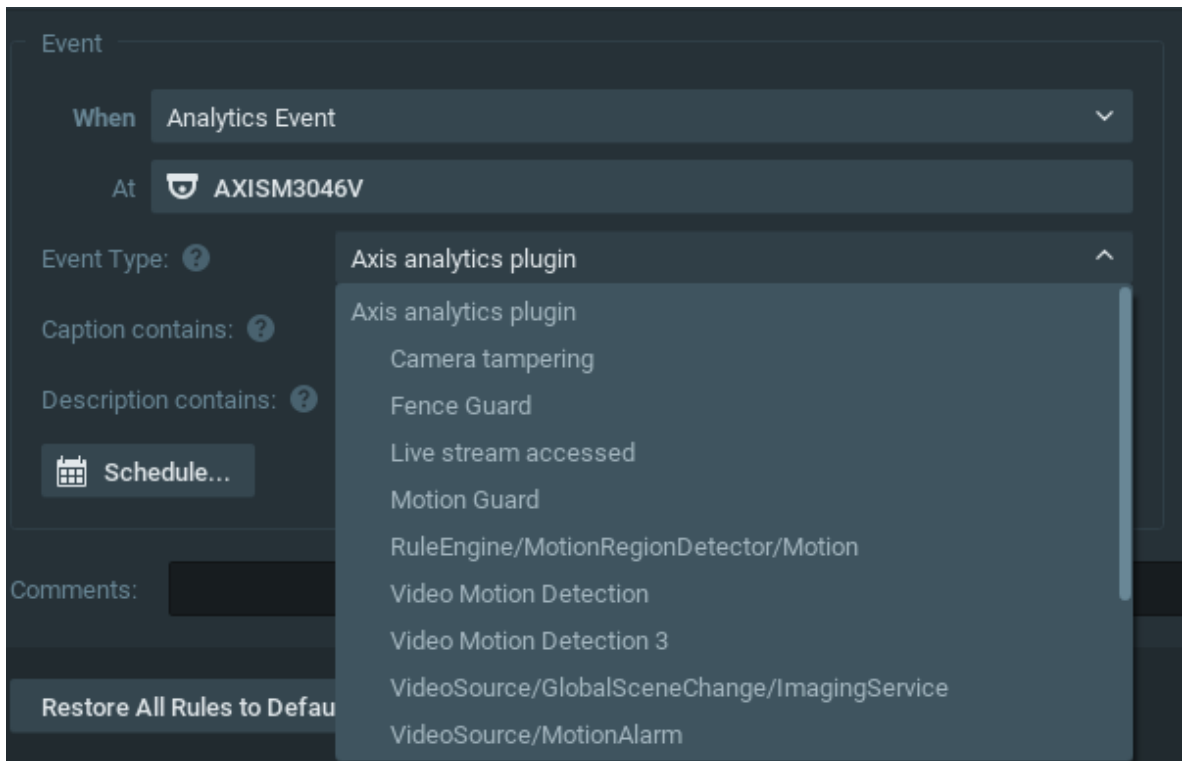 Event
When Analytics Event
At AXISM3046V
Event Type: ? Axis analytics plugin
Axis analytics plugin
Caption contains: ?
Camera tampering
Description contains: ?
Fence Guard
Live stream accessed
Schedule...
Motion Guard
RuleEngine/MotionRegionDetector/Motion
Comments:
Video Motion Detection
Video Motion Detection 3
VideoSource/GlobalSceneChange/ImagingService
Restore All Rules to Defau
VideoSource/MotionAlarm